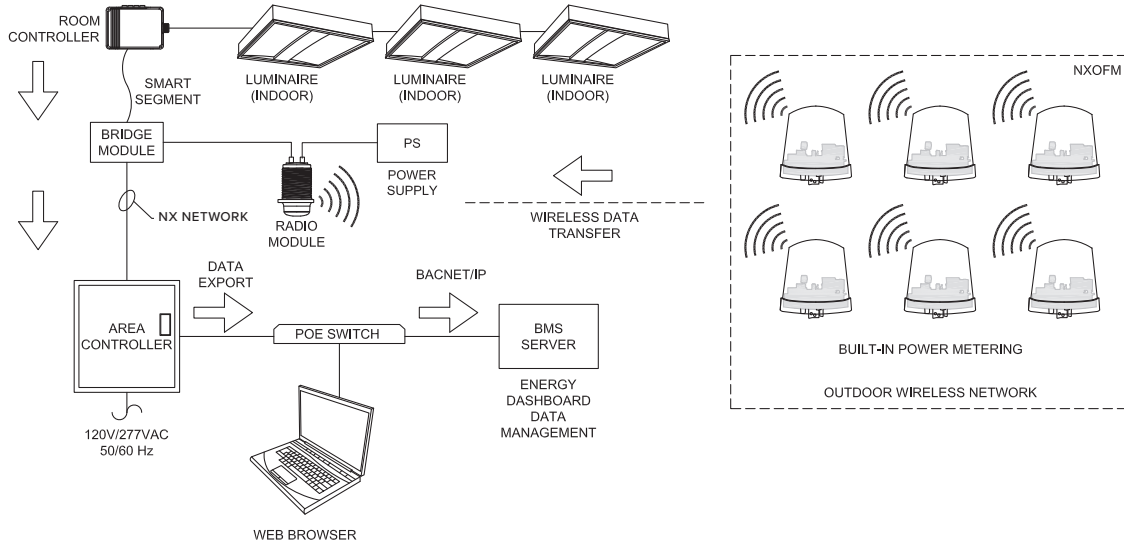 ROOM
CONTROLLER
LUMINAIRE
(INDOOR)
LUMINAIRE
(INDOOR)
LUMINAIRE
(INDOOR)
SMART
SEGMENT
BRIDGE
MODULE
PS
POWER
SUPPLY
NX NETWORK
RADIO
MODULE
WIRELESS DATA
TRANSFER
DATA
EXPORT
BACNET/IP
AREA
CONTROLLER
POE SWITCH
BMS
SERVER
ENERGY
DASHBOARD
DATA
MANAGEMENT
120V/277VAC
50/60 Hz
WEB BROWSER
NXOFM
BUILT-IN POWER METERING
OUTDOOR WIRELESS NETWORK